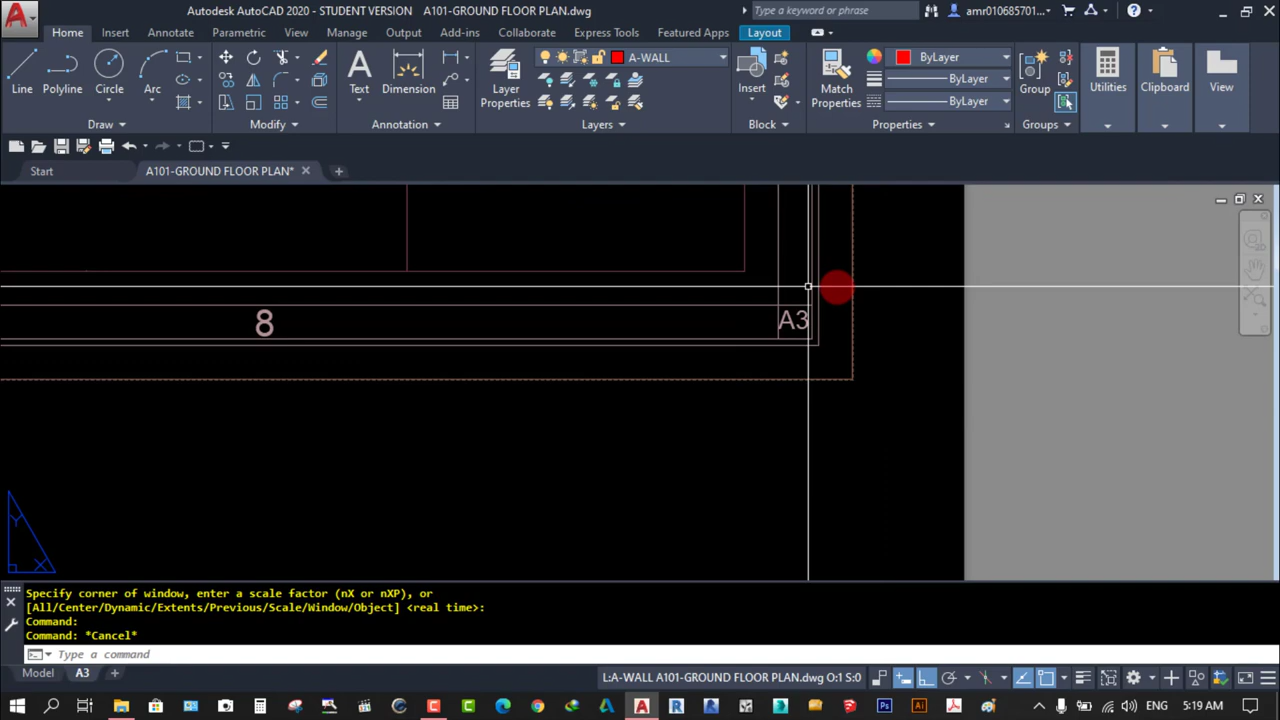 Autodesk AutoCAD 2020 - STUDENT VERSION A101-GROUND FLOOR PLAN.dwg
Type a keyword or phrase
amr010685701...
Home Insert Annotate Parametric View Manage Output Add-ins Collaborate Express Tools Featured Apps Layout
Line
Polyline
Circle
Arc
Text
Dimension
Layer
Properties
A-WALL
Insert
Match
Properties
ByLayer
ByLayer
ByLayer
Group
Utilities
Clipboard
View
Draw
Modify
Annotation
Layers
Block
Properties
Groups
Start
A101-GROUND FLOOR PLAN*
8
A3
Y
X
Specify corner of window, enter a scale factor (nX or nXP), or
[All/Center/Dynamic/Extents/Previous/Scale/Window/Object] <real time>:
Command:
Command: *Cancel*
Type a command
Model A3
L:A-WALL A101-GROUND FLOOR PLAN.dwg O:1 S:0
5:19 AM